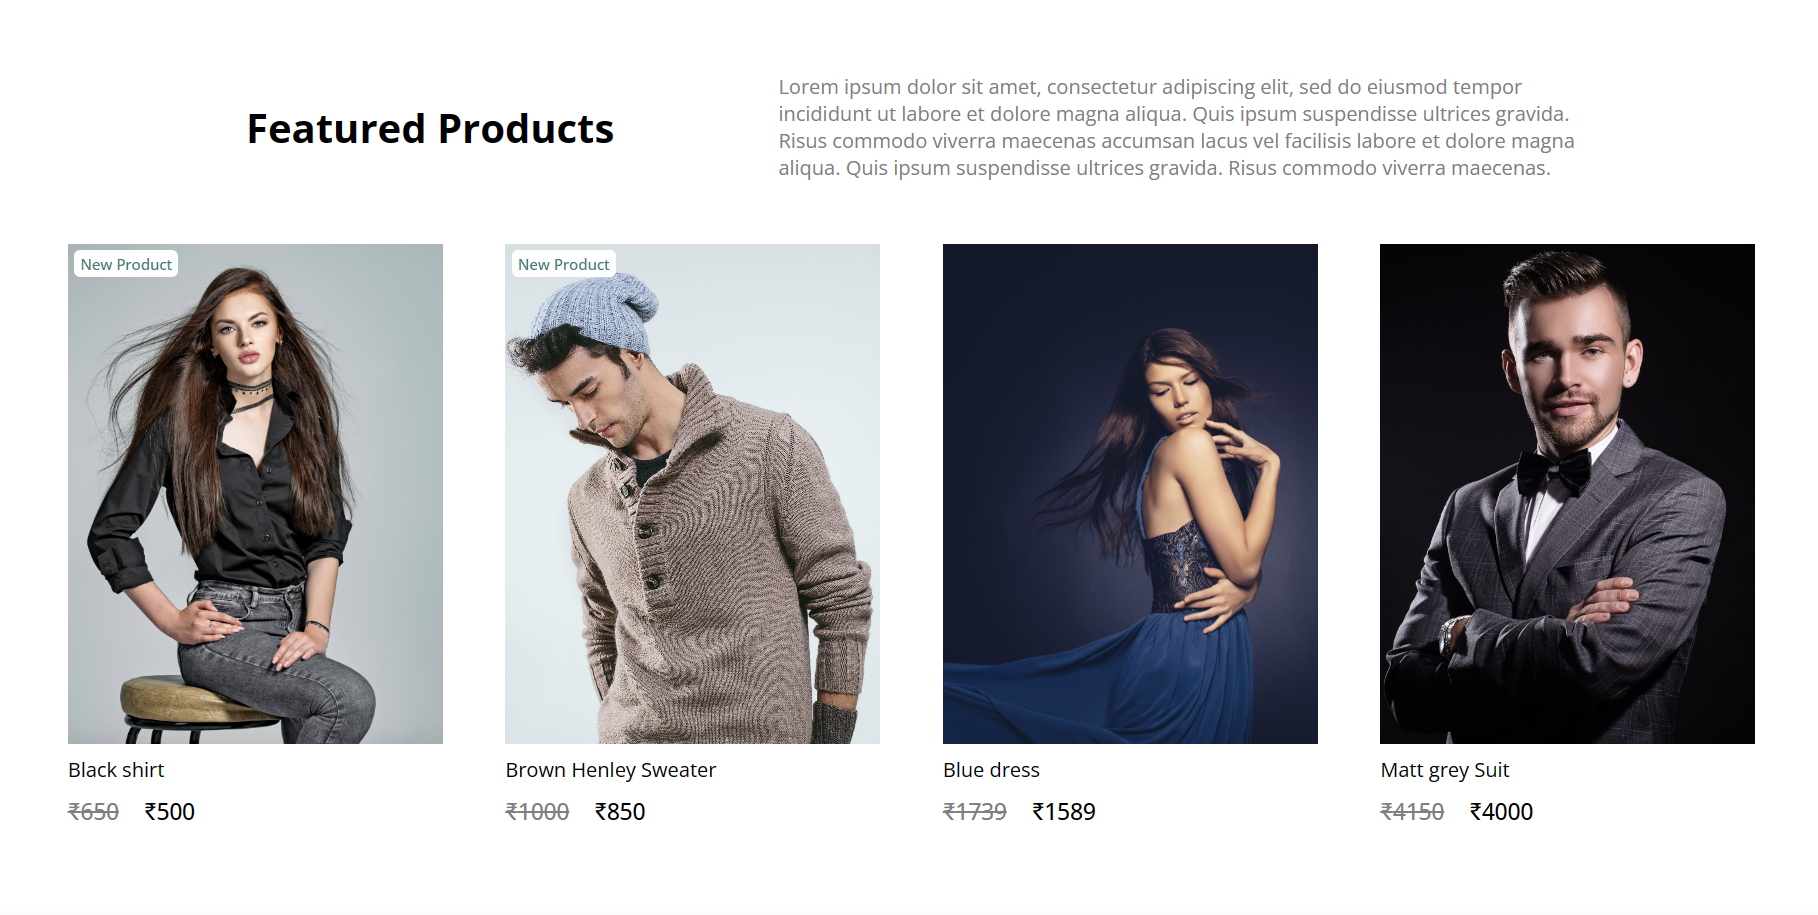 Featured Products
Lorem ipsum dolor sit amet, consectetur adipiscing elit, sed do eiusmod tempor
incididunt ut labore et dolore magna aliqua. Quis ipsum suspendisse ultrices gravida.
Risus commodo viverra maecenas accumsan lacus vel facilisis labore et dolore magna
aliqua. Quis ipsum suspendisse ultrices gravida. Risus commodo viverra maecenas.
New Product
Black shirt
₹650 ₹500
New Product
Brown Henley Sweater
₹1000 ₹850
Blue dress
₹1739 ₹1589
Matt grey Suit
₹4150 ₹4000